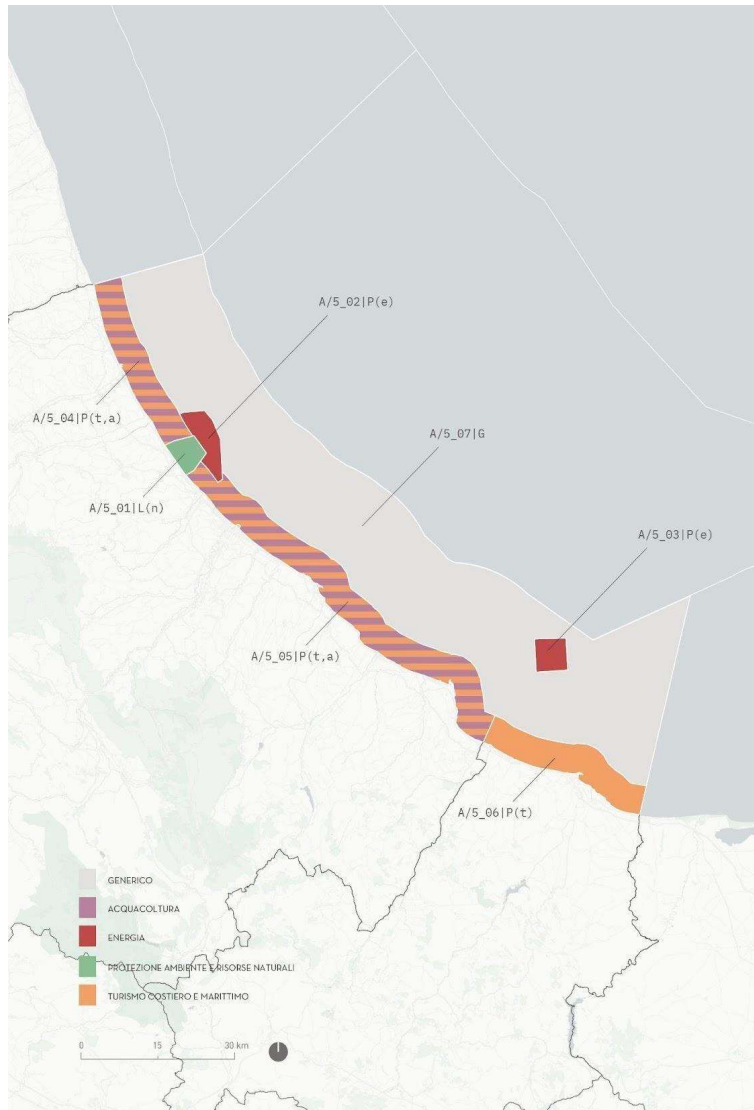 A/5_02|P(e)
A/5_04|P(t,a)
A/5_07|G
A/5_01|L(n)
A/5_03|P(e)
A/5_05|P(t,a)
A/5_06|P(t)
GENERICO
ACQUACOLTURA
ENERGIA
PROTEZIONE AMBIENTE E RISORSE NATURALI
TURISMO COSTIERO E MARITTIMO
0 15 30 km